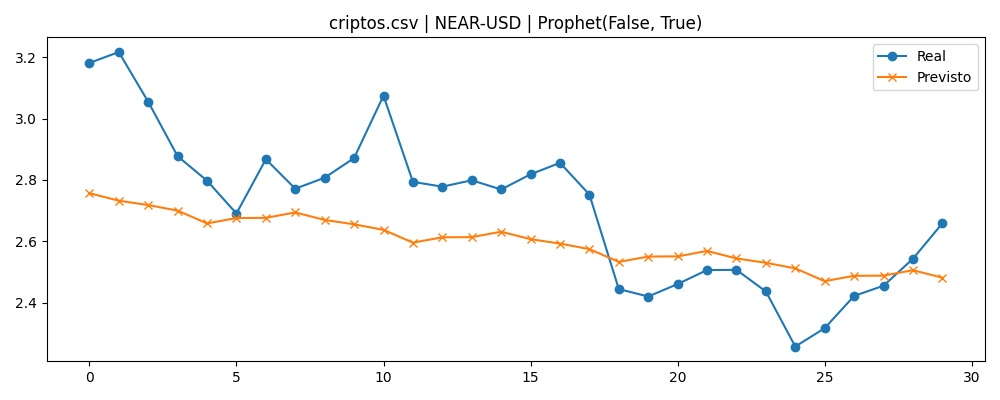 criptos.csv | NEAR-USD | Prophet(False, True)
Real
Previsto
3.2
3.0
2.8
2.6
2.4
0 5 10 15 20 25 30